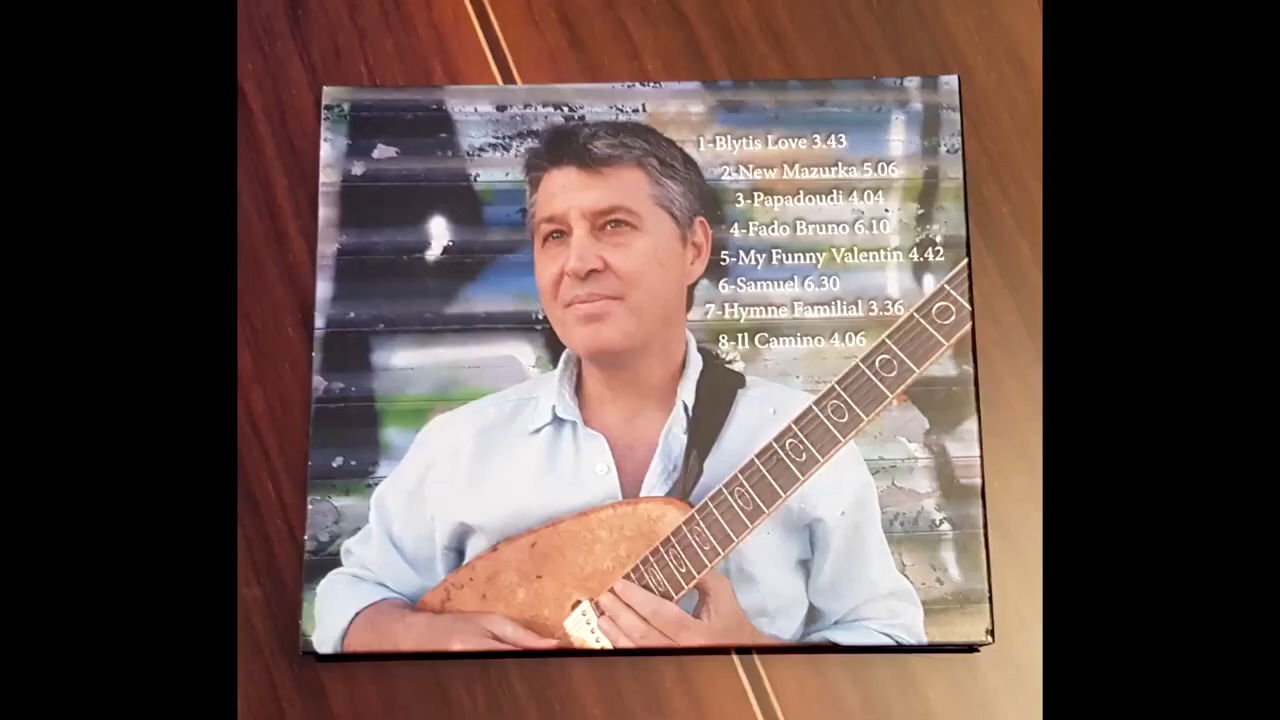 1-Blytis Love 3.43
2-New Mazurka 5.06
3-Papadoudi 4.04
4-Fado Bruno 6.10
5-My Funny Valentin 4.42
6-Samuel 6.30
7-Hymne Familial 3.36
8-Il Camino 4.06